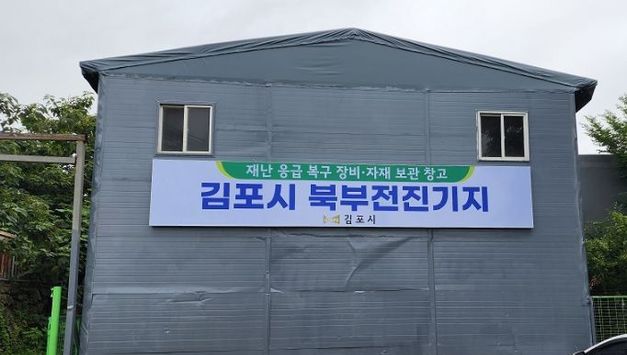 재난 응급 복구 장비·자재 보관 창고
김포시 북부전진기지
김포시